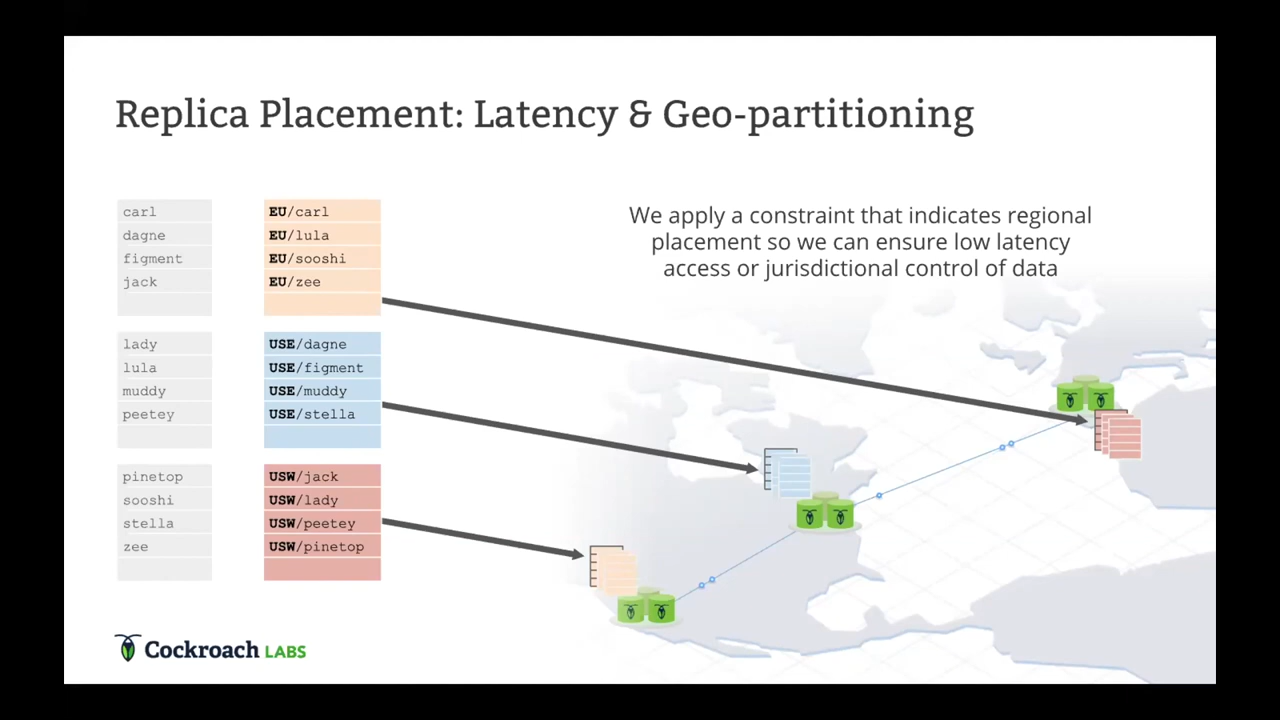 Replica Placement: Latency & Geo-partitioning
carl
dagne
figment
jack
lady
lula
muddy
peetey
pinetop
sooshi
stella
zee
EU/carl
EU/lula
EU/sooshi
EU/zee
USE/dagne
USE/figment
USE/muddy
USE/stella
USW/jack
USW/lady
USW/peetey
USW/pinetop
We apply a constraint that indicates regional
placement so we can ensure low latency
access or jurisdictional control of data
Cockroach LABS